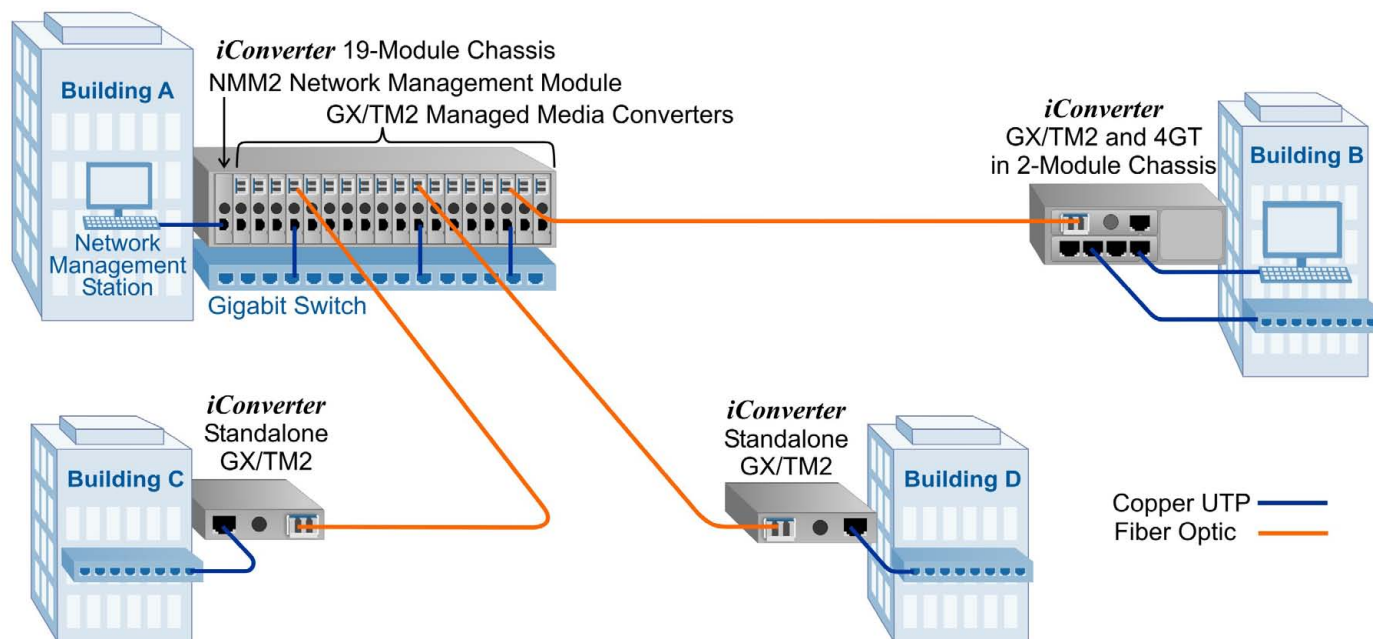 Building A
iConverter 19-Module Chassis
NMM2 Network Management Module
GX/TM2 Managed Media Converters
Network
Management
Station
Gigabit Switch
iConverter
GX/TM2 and 4GT
in 2-Module Chassis
Building B
iConverter
Standalone
GX/TM2
Building C
iConverter
Standalone
GX/TM2
Building D
Copper UTP
Fiber Optic